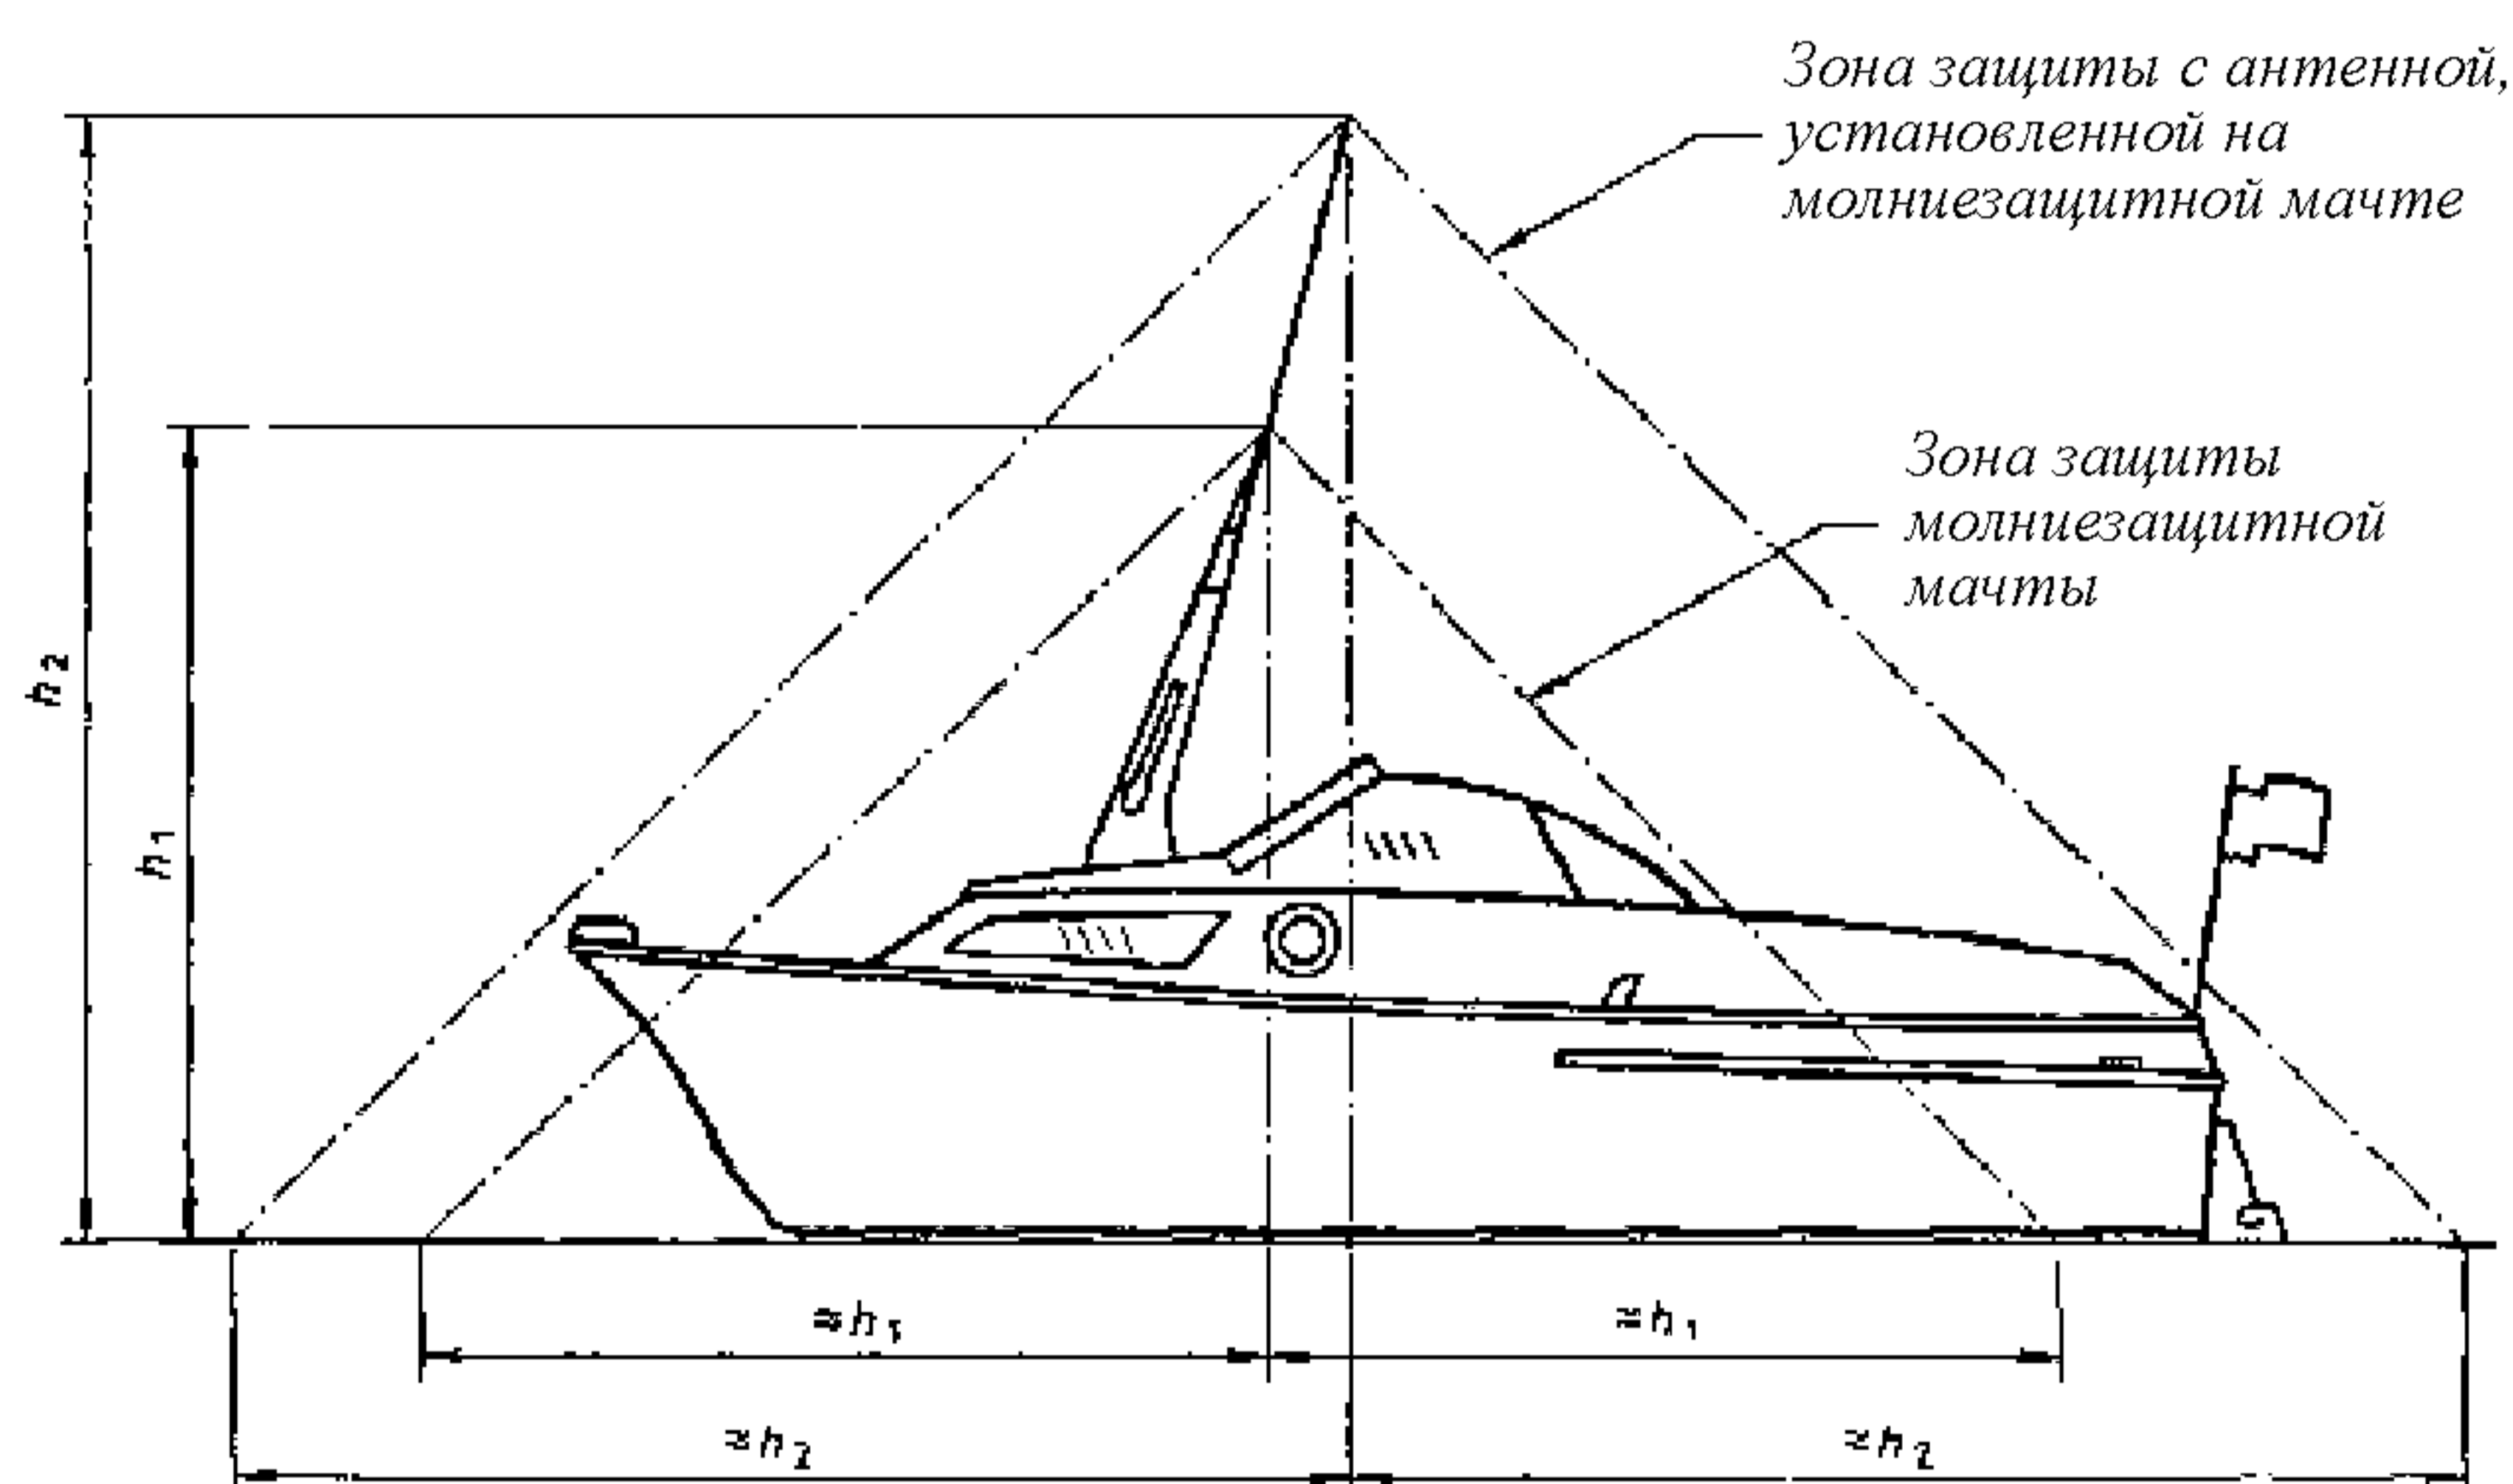 Зона защиты с антенной,
установленной на
молниезащитной мачте
Зона защиты
молниезащитной
мачты
h₂
h₁
≈h₁
≈h₁
≈h₂
≈h₂